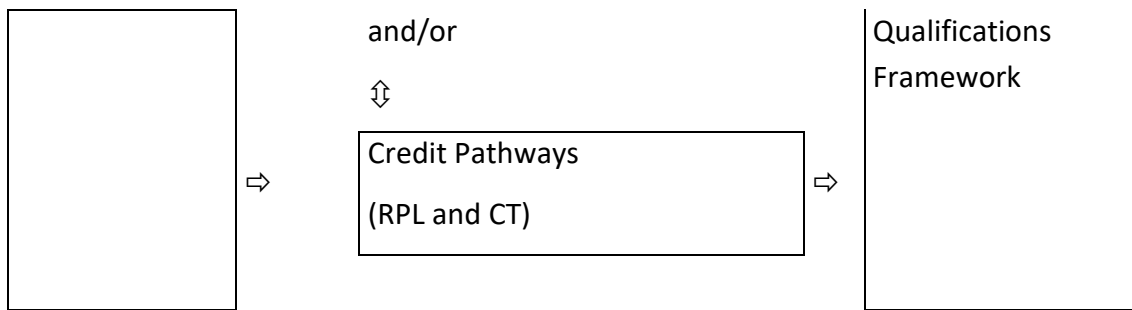 and/or
⇳
Credit Pathways
(RPL and CT)
⇨
⇨
Qualifications
Framework